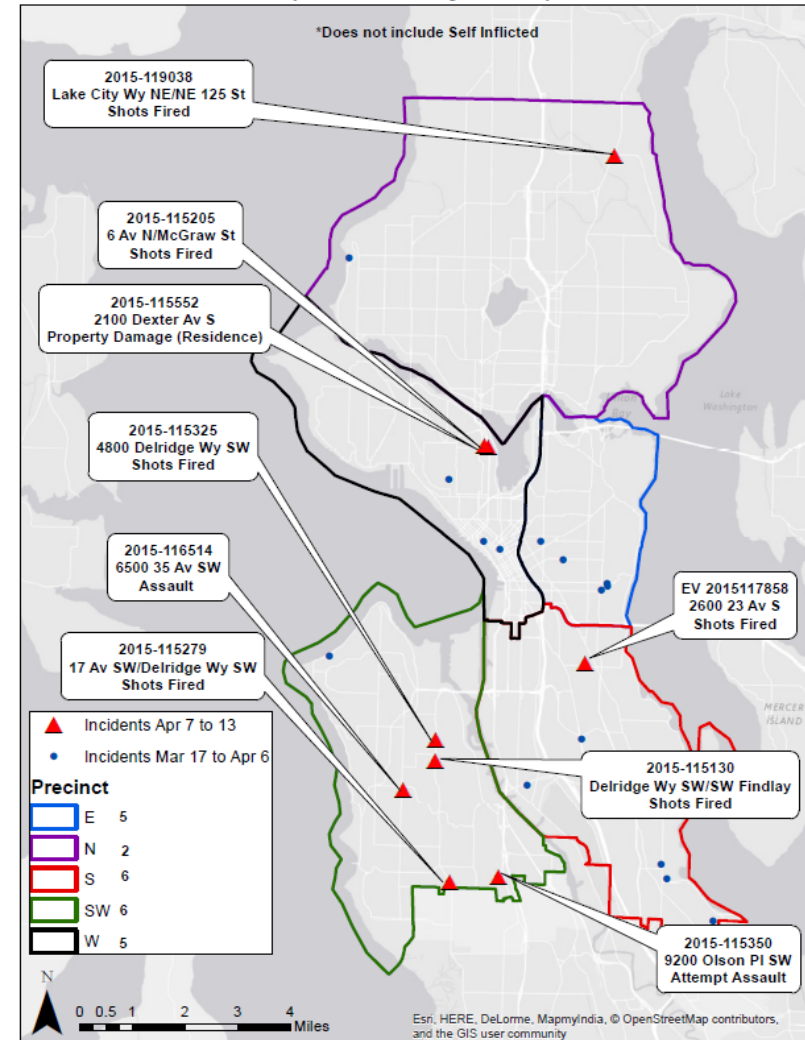 *Does not include Self Inflicted
2015-119038
Lake City Wy NE/NE 125 St
Shots Fired
2015-115205
6 Av N/McGraw St
Shots Fired
2015-115552
2100 Dexter Av S
Property Damage (Residence)
Lake
Washington
2015-115325
4800 Delridge Wy SW
Shots Fired
2015-116514
6500 35 Av SW
Assault
EV 2015117858
2600 23 Av S
Shots Fired
2015-115279
17 Av SW/Delridge Wy SW
Shots Fired
MERCER
ISLAND
Incidents Apr 7 to 13
Incidents Mar 17 to Apr 6
Precinct
E 5
N 2
S 6
SW 6
W 5
2015-115130
Delridge Wy SW/SW Findlay
Shots Fired
2015-115350
9200 Olson Pl SW
Attempt Assault
N
0 0.5 1 2 3 4
Miles
Esri, HERE, DeLorme, MapmyIndia, © OpenStreetMap contributors,
and the GIS user community